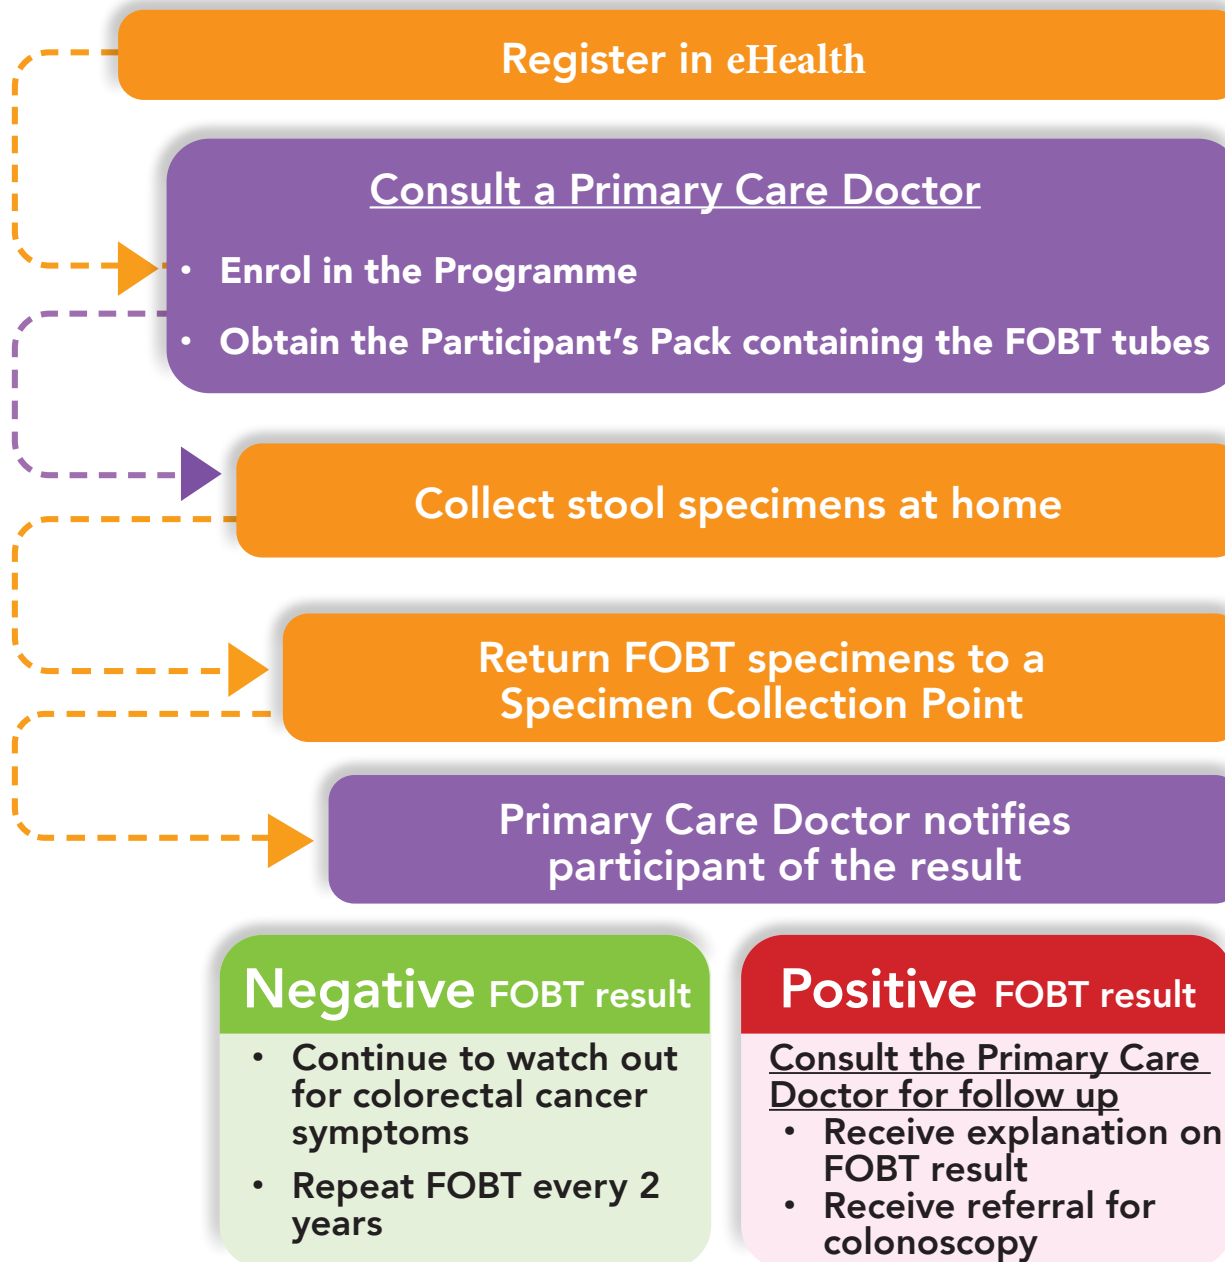 Register in eHealth
Consult a Primary Care Doctor
• Enrol in the Programme
• Obtain the Participant’s Pack containing the FOBT tubes
Collect stool specimens at home
Return FOBT specimens to a
Specimen Collection Point
Primary Care Doctor notifies
participant of the result
Negative FOBT result
• Continue to watch out
for colorectal cancer
symptoms
• Repeat FOBT every 2
years
Positive FOBT result
Consult the Primary Care
Doctor for follow up
• Receive explanation on
FOBT result
• Receive referral for
colonoscopy